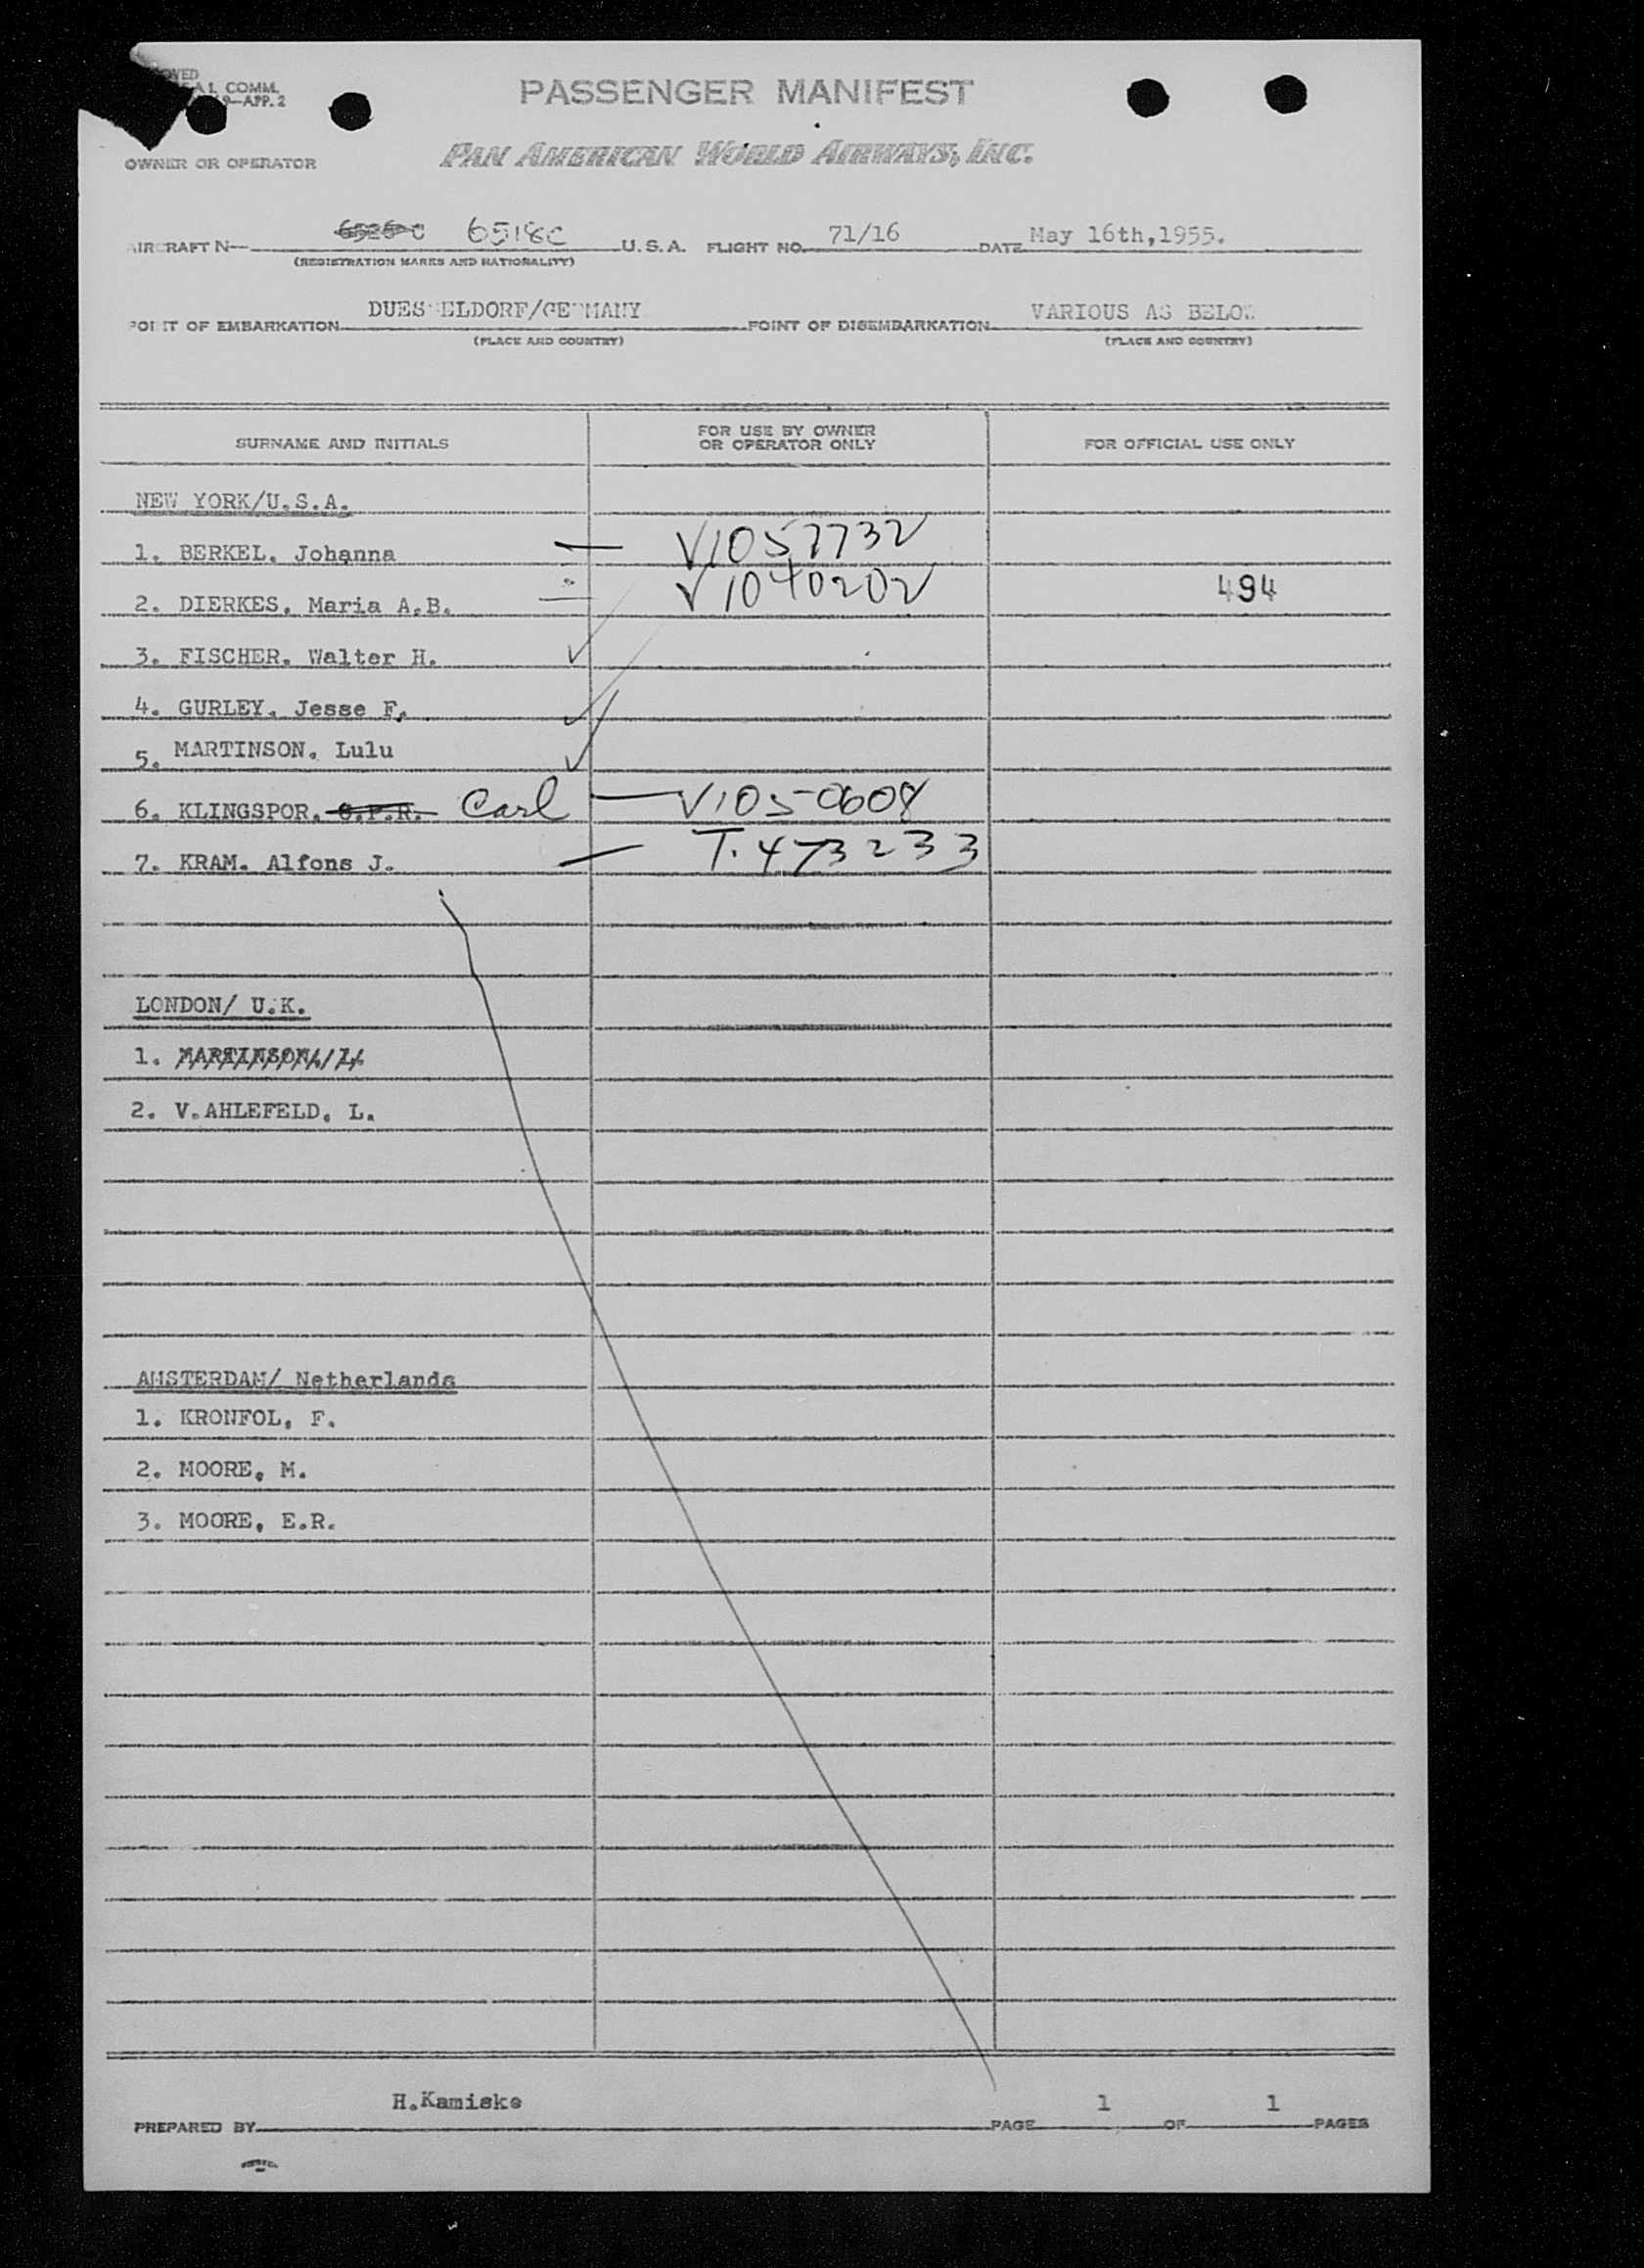 PASSENGER MANIFEST
COMM.
APP. 2
OWNER OR OPERATOR PAN AMERICAN WORLD AIRWAYS, INC.
AIRCRAFT N 6518C U.S.A. FLIGHT NO. 71/16 DATE May 16th,1955.
(REGISTRATION MARKS AND NATIONALITY)
POINT OF EMBARKATION DUESSELDORF/GERMANY POINT OF DISEMBARKATION VARIOUS AS BELOW
(PLACE AND COUNTRY) (PLACE AND COUNTRY)
SURNAME AND INITIALS FOR USE BY OWNER OR OPERATOR ONLY FOR OFFICIAL USE ONLY
NEW YORK/U.S.A.
1. BERKEL. Johanna — V1057732
2. DIERKES. Maria A.B. V1040202 494
3. FISCHER. Walter H. ✓
4. GURLEY. Jesse F. ✓
5. MARTINSON. Lulu ✓
6. KLINGSPOR. C.F.R. Carl — V1050608
7. KRAM. Alfons J. — T.473233
LONDON/ U.K.
1. MARTINSON, L.
2. V.AHLEFELD, L.
AMSTERDAM/ Netherlands
1. KRONFOL, F.
2. MOORE, M.
3. MOORE, E.R.
PREPARED BY H.Kamiske PAGE 1 OF 1 PAGES